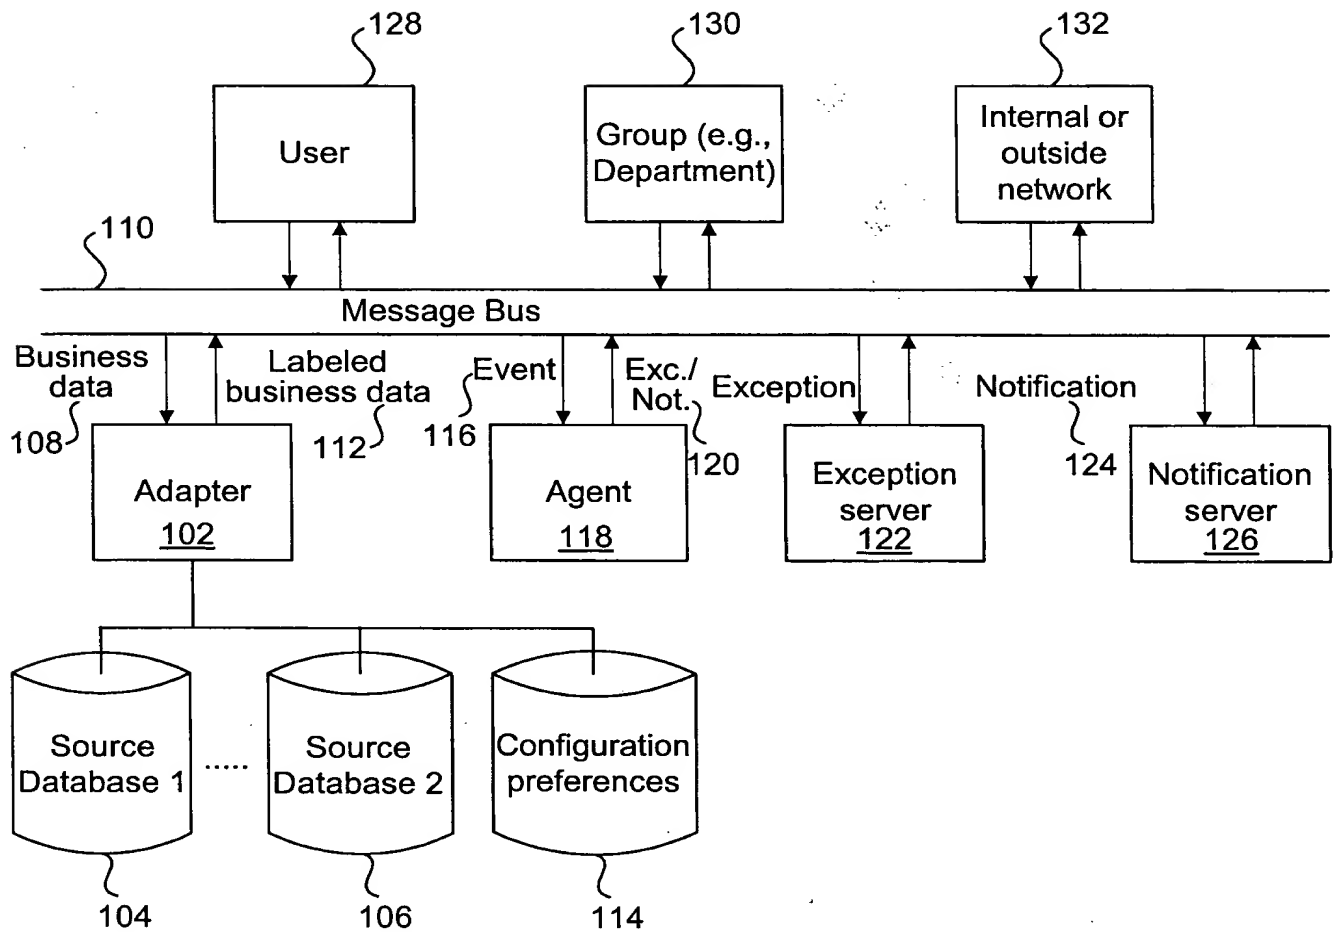 128
130
132
User
Group (e.g.,
Department)
Internal or
outside
network
110
Message Bus
Business
data
108
Labeled
business data
112
Event
116
Exc./
Not.
120
Exception
Notification
124
Adapter
102
Agent
118
Exception
server
122
Notification
server
126
Source
Database 1
.....
Source
Database 2
Configuration
preferences
104
106
114